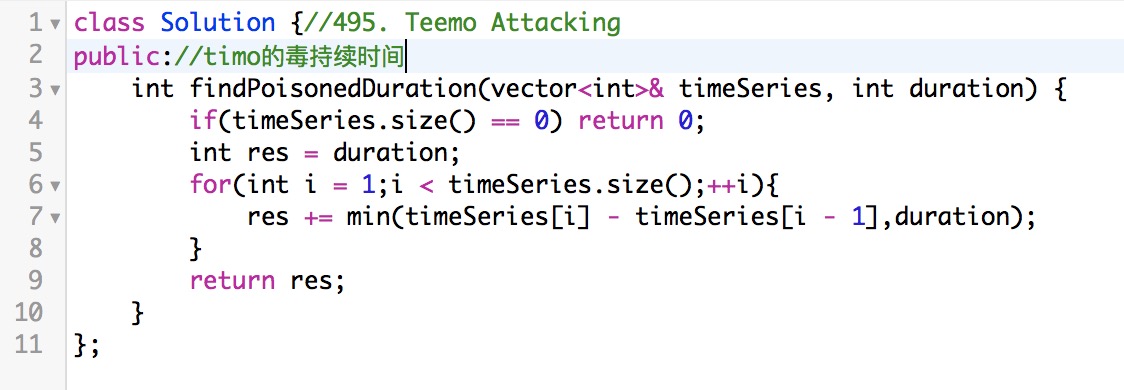 1 class Solution {//495. Teemo Attacking
2 public://timo的毒持续时间
3     int findPoisonedDuration(vector<int>& timeSeries, int duration) {
4         if(timeSeries.size() == 0) return 0;
5         int res = duration;
6         for(int i = 1;i < timeSeries.size();++i){
7             res += min(timeSeries[i] - timeSeries[i - 1],duration);
8         }
9         return res;
10     }
11 };